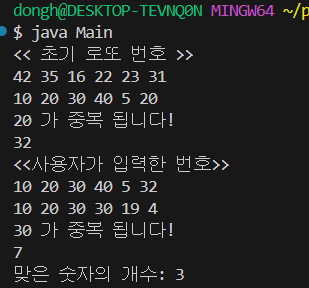 dongh@DESKTOP-TEVNQ0N MINGW64 ~/p
$ java Main
<< 초기 로또 번호 >>
42 35 16 22 23 31
10 20 30 40 5 20
20 가 중복 됩니다!
32
<<사용자가 입력한 번호>>
10 20 30 40 5 32
10 20 30 30 19 4
30 가 중복 됩니다!
7
맞은 숫자의 개수: 3